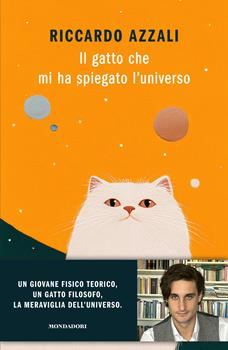 RICCARDO AZZALI
Il gatto che
mi ha spiegato l'universo
UN GIOVANE FISICO TEORICO,
UN GATTO FILOSOFO,
LA MERAVIGLIA DELL'UNIVERSO.
MONDADORI